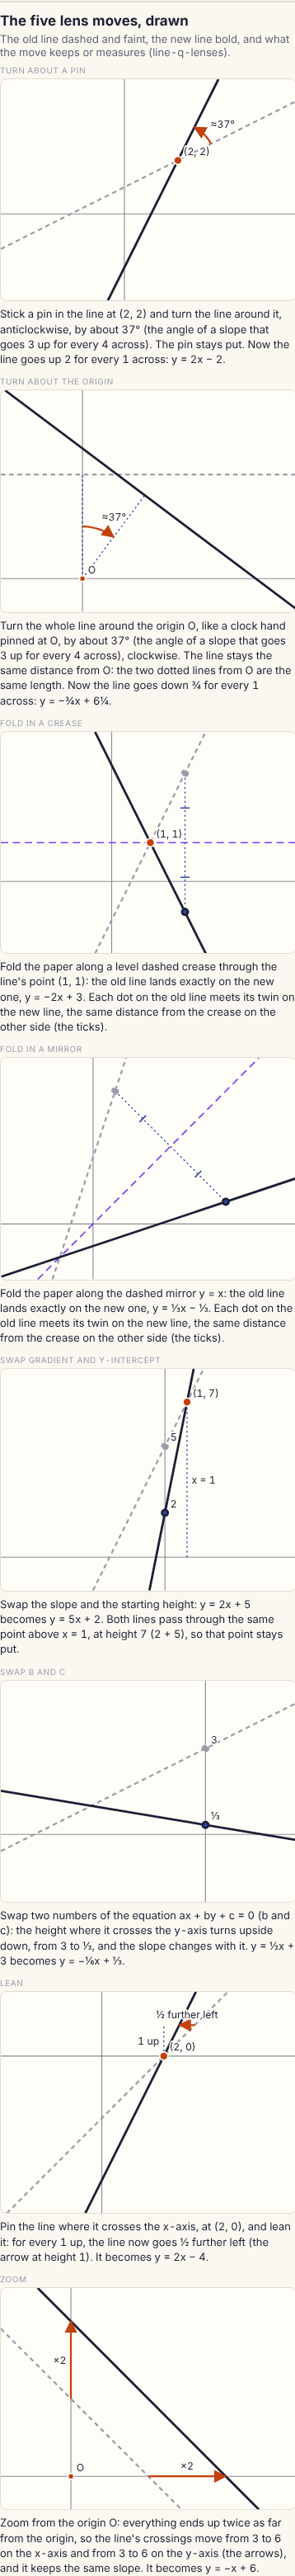 The five lens moves, drawn
The old line dashed and faint, the new line bold, and what
the move keeps or measures (line-q-lenses).
TURN ABOUT A PIN
≈37°
(2, 2)
Stick a pin in the line at (2, 2) and turn the line around it,
anticlockwise, by about 37° (the angle of a slope that
goes 3 up for every 4 across). The pin stays put. Now the
line goes up 2 for every 1 across: y = 2x − 2.
TURN ABOUT THE ORIGIN
≈37°
O
Turn the whole line around the origin O, like a clock hand
pinned at O, by about 37° (the angle of a slope that goes
3 up for every 4 across), clockwise. The line stays the
same distance from O: the two dotted lines from O are the
same length. Now the line goes down ¾ for every 1
across: y = −¾x + 6¼.
FOLD IN A CREASE
(1, 1)
Fold the paper along a level dashed crease through the
line's point (1, 1): the old line lands exactly on the new
one, y = −2x + 3. Each dot on the old line meets its twin on
the new line, the same distance from the crease on the
other side (the ticks).
FOLD IN A MIRROR
Fold the paper along the dashed mirror y = x: the old line
lands exactly on the new one, y = ⅓x − ⅓. Each dot on the
old line meets its twin on the new line, the same distance
from the crease on the other side (the ticks).
SWAP GRADIENT AND Y-INTERCEPT
(1, 7)
5
x = 1
2
Swap the slope and the starting height: y = 2x + 5
becomes y = 5x + 2. Both lines pass through the same
point above x = 1, at height 7 (2 + 5), so that point stays
put.
SWAP B AND C
3
⅓
Swap two numbers of the equation ax + by + c = 0 (b and
c): the height where it crosses the y-axis turns upside
down, from 3 to ⅓, and the slope changes with it. y = ½x +
3 becomes y = −⅙x + ⅓.
LEAN
½ further left
1 up
(2, 0)
Pin the line where it crosses the x-axis, at (2, 0), and lean
it: for every 1 up, the line now goes ½ further left (the
arrow at height 1). It becomes y = 2x − 4.
ZOOM
×2
×2
O
Zoom from the origin O: everything ends up twice as far
from the origin, so the line's crossings move from 3 to 6
on the x-axis and from 3 to 6 on the y-axis (the arrows),
and it keeps the same slope. It becomes y = −x + 6.